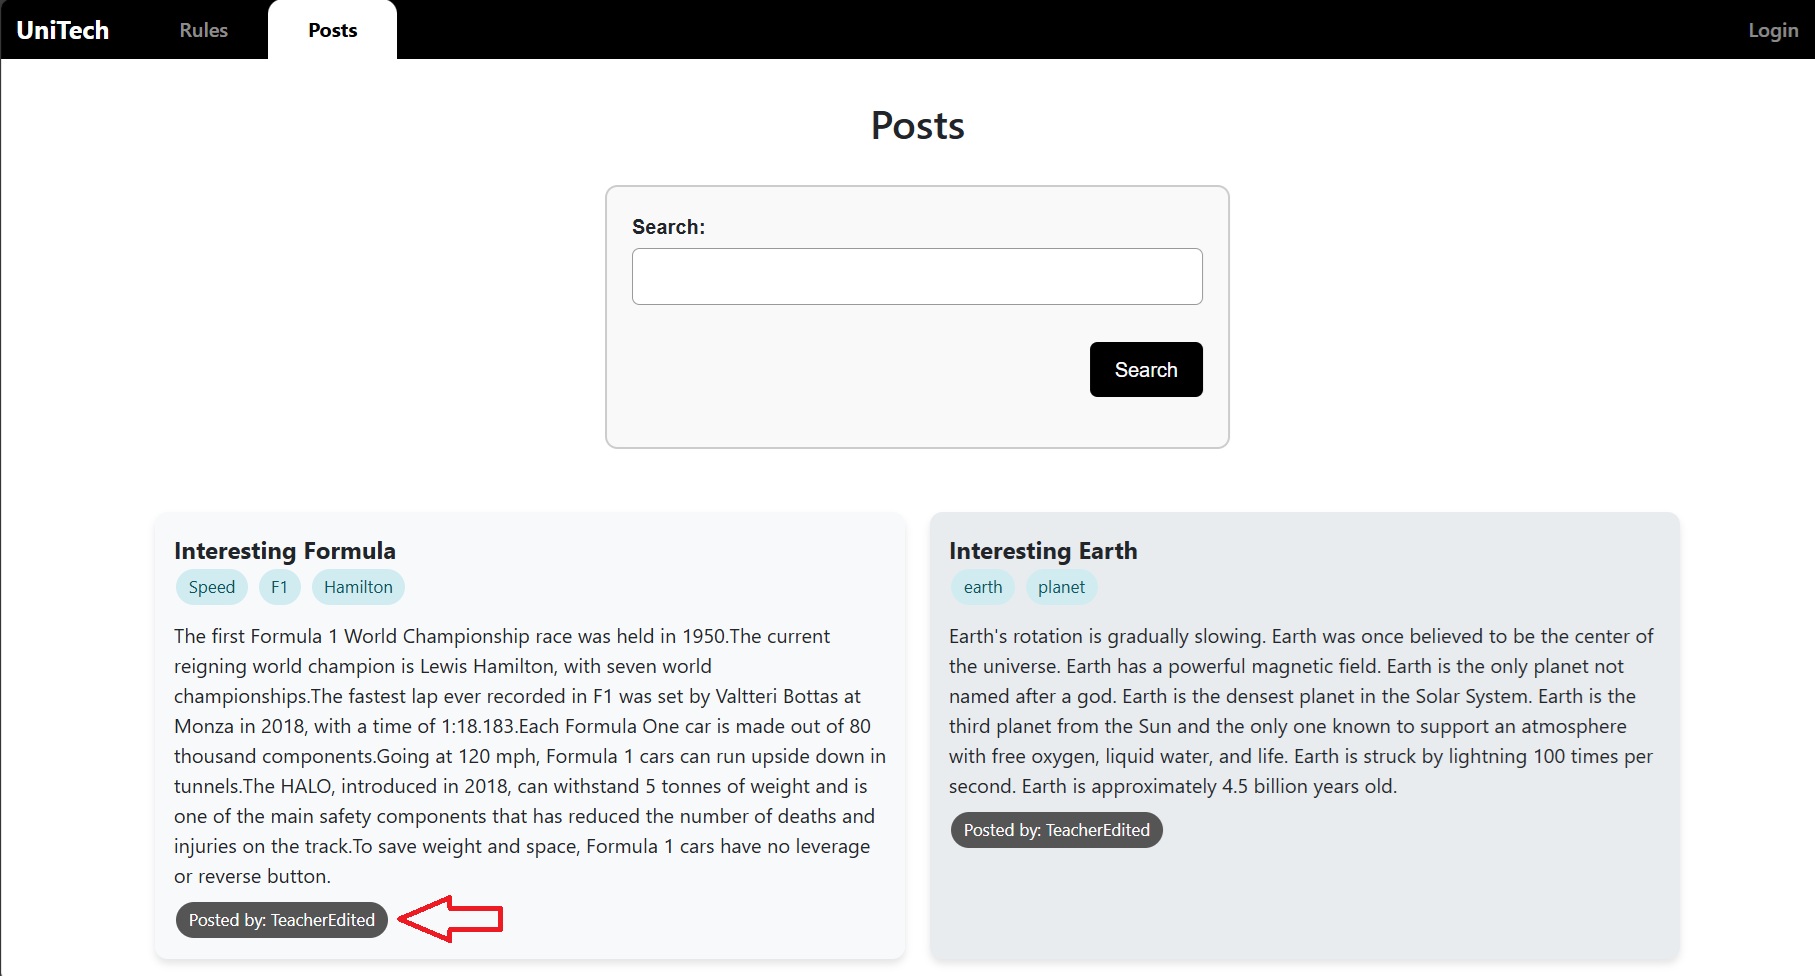 UniTech Rules Posts Login
Posts
Search:
Search
Interesting Formula
Speed F1 Hamilton
The first Formula 1 World Championship race was held in 1950.The current
reigning world champion is Lewis Hamilton, with seven world
championships.The fastest lap ever recorded in F1 was set by Valtteri Bottas at
Monza in 2018, with a time of 1:18.183.Each Formula One car is made out of 80
thousand components.Going at 120 mph, Formula 1 cars can run upside down in
tunnels.The HALO, introduced in 2018, can withstand 5 tonnes of weight and is
one of the main safety components that has reduced the number of deaths and
injuries on the track.To save weight and space, Formula 1 cars have no leverage
or reverse button.
Posted by: TeacherEdited
Interesting Earth
earth planet
Earth's rotation is gradually slowing. Earth was once believed to be the center of
the universe. Earth has a powerful magnetic field. Earth is the only planet not
named after a god. Earth is the densest planet in the Solar System. Earth is the
third planet from the Sun and the only one known to support an atmosphere
with free oxygen, liquid water, and life. Earth is struck by lightning 100 times per
second. Earth is approximately 4.5 billion years old.
Posted by: TeacherEdited